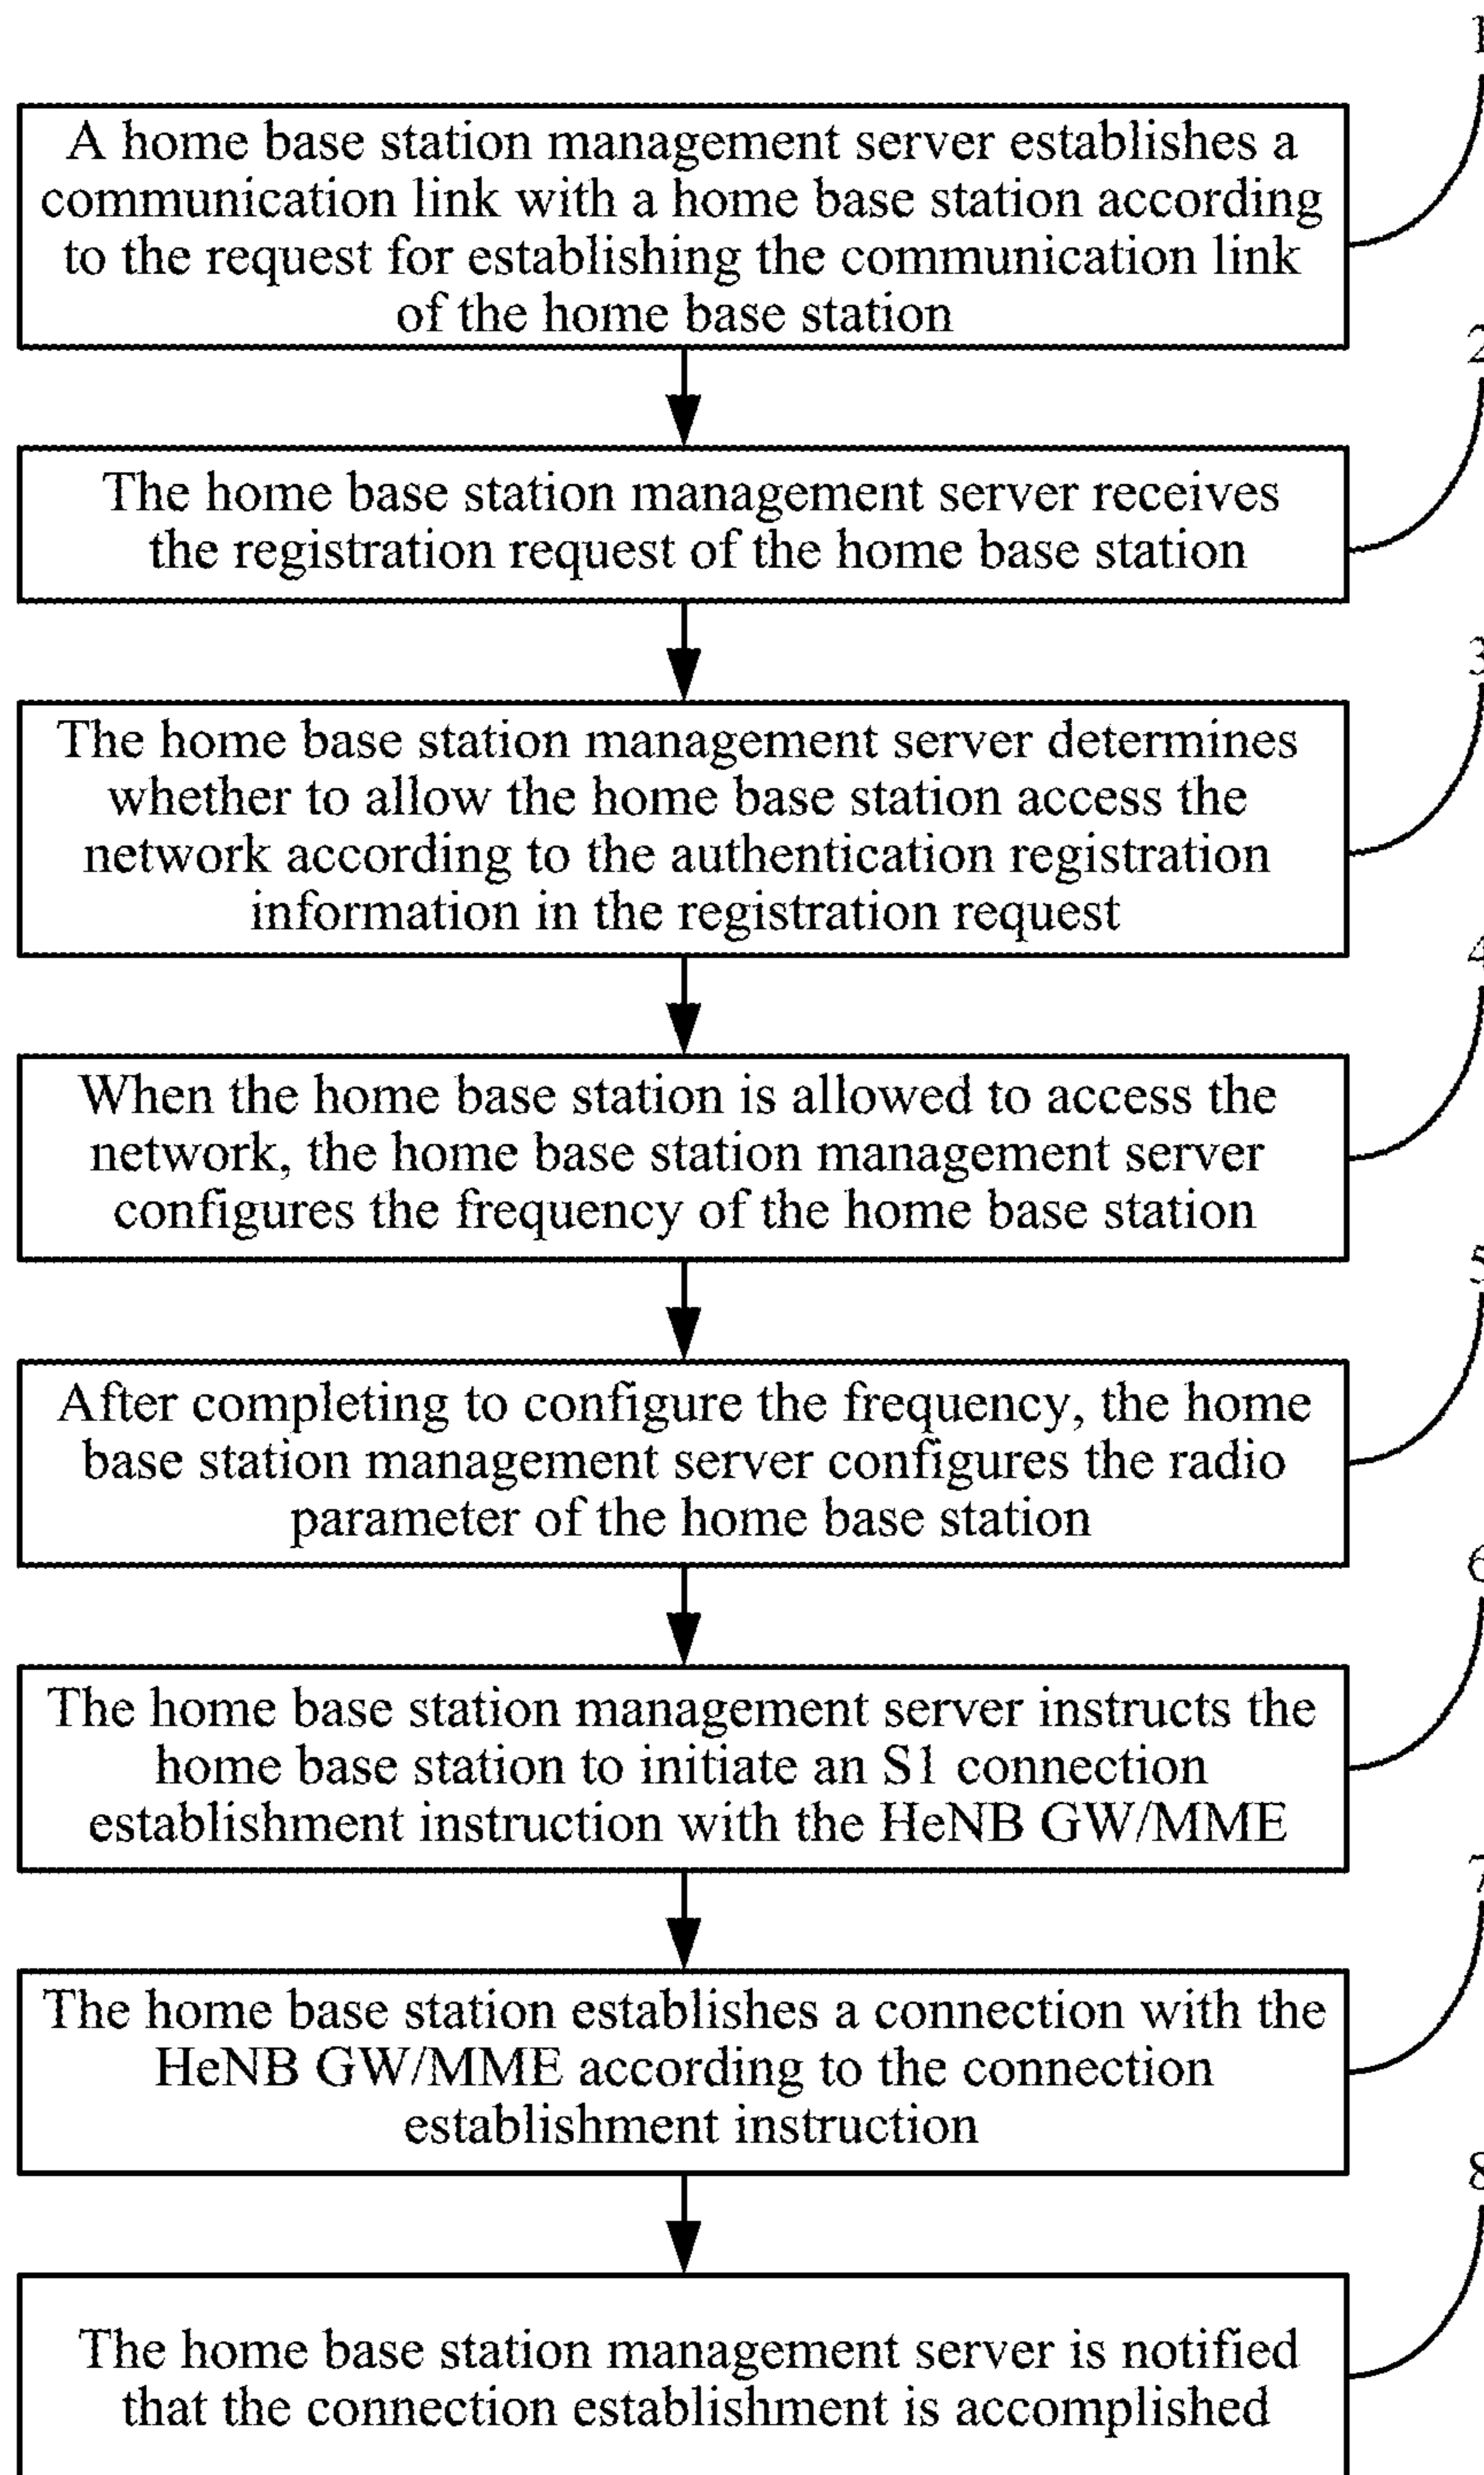 1
A home base station management server establishes a
communication link with a home base station according
to the request for establishing the communication link
of the home base station
2
The home base station management server receives
the registration request of the home base station
3
The home base station management server determines
whether to allow the home base station access the
network according to the authentication registration
information in the registration request
4
When the home base station is allowed to access the
network, the home base station management server
configures the frequency of the home base station
5
After completing to configure the frequency, the home
base station management server configures the radio
parameter of the home base station
6
The home base station management server instructs the
home base station to initiate an S1 connection
establishment instruction with the HeNB GW/MME
7
The home base station establishes a connection with the
HeNB GW/MME according to the connection
establishment instruction
8
The home base station management server is notified
that the connection establishment is accomplished